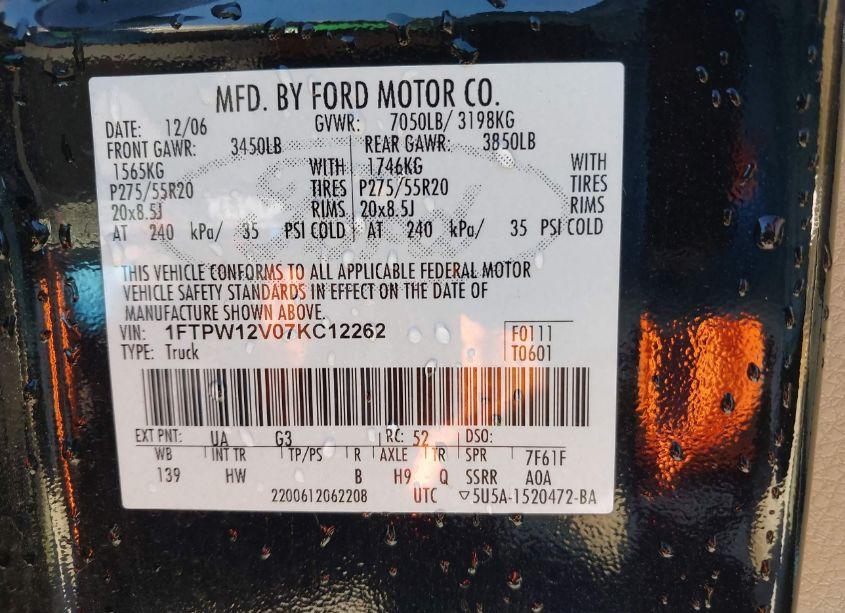 MFD. BY FORD MOTOR CO.
DATE: 12/06 GVWR: 7050LB/ 3198KG
FRONT GAWR: 3450LB REAR GAWR: 3850LB
1565KG WITH 1746KG WITH
P275/55R20 TIRES P275/55R20 TIRES
20x8.5J RIMS 20x8.5J RIMS
AT 240 kPa/ 35 PSI COLD AT 240 kPa/ 35 PSI COLD
THIS VEHICLE CONFORMS TO ALL APPLICABLE FEDERAL MOTOR
VEHICLE SAFETY STANDARDS IN EFFECT ON THE DATE OF
MANUFACTURE SHOWN ABOVE.
VIN: 1FTPW12V07KC12262 F0111
TYPE: Truck T0601
EXT PNT: UA G3 RC: 52 DSO:
WB INT TR TP/PS R AXLE TR SPR 7F61F
139 HW B H9 Q SSRR A0A
2200612062208 UTC ▽5U5A-1520472-BA